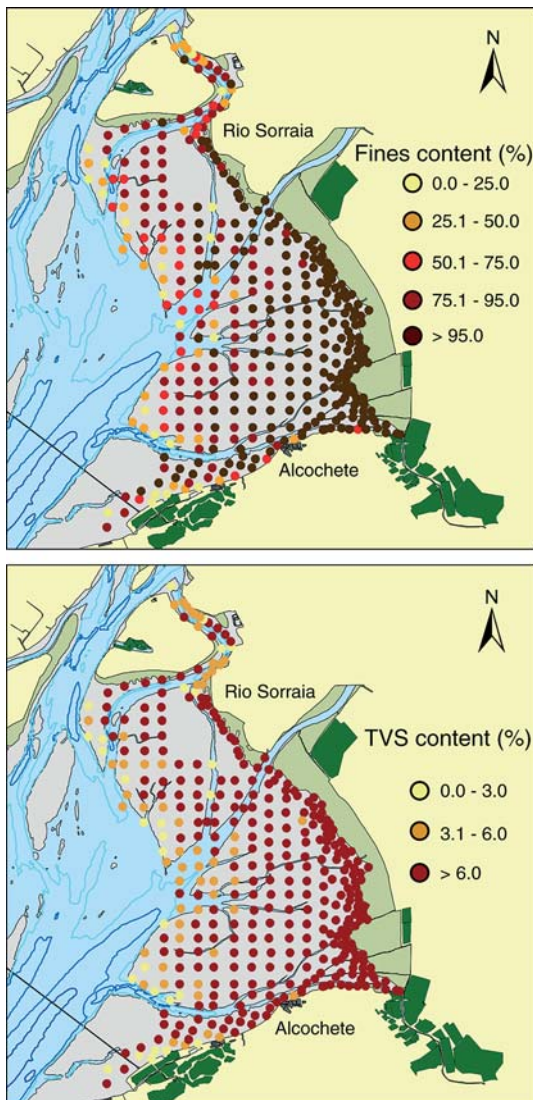 N
Rio Sorraia
Fines content (%)
0.0 - 25.0
25.1 - 50.0
50.1 - 75.0
75.1 - 95.0
> 95.0
Alcochete
N
Rio Sorraia
TVS content (%)
0.0 - 3.0
3.1 - 6.0
> 6.0
Alcochete